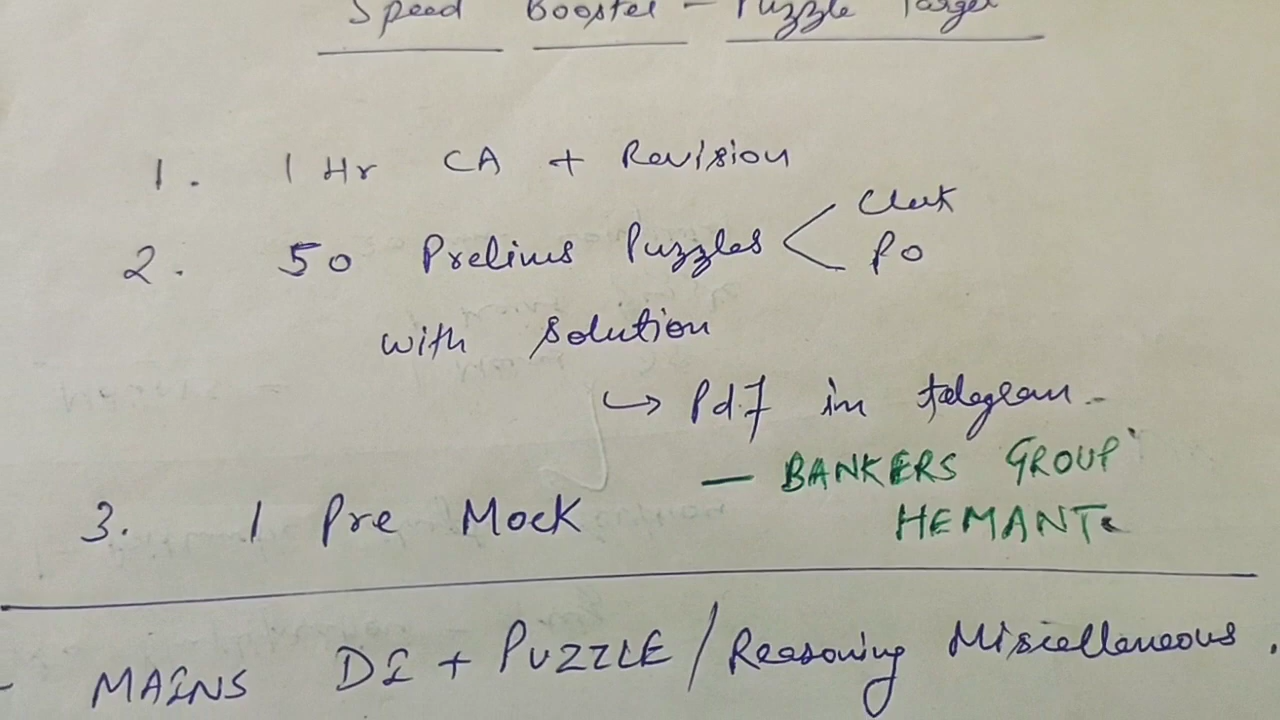 Speed Booster - Puzzle Target
1. 1 Hr CA + Revision
2. 50 Prelims Puzzles < Clerk
PO
with solution
↳ Pdf in telegram.
- BANKERS GROUP
HEMANT
3. 1 Pre Mock
- MAINS DI + PUZZLE / Reasoning Miscellaneous.